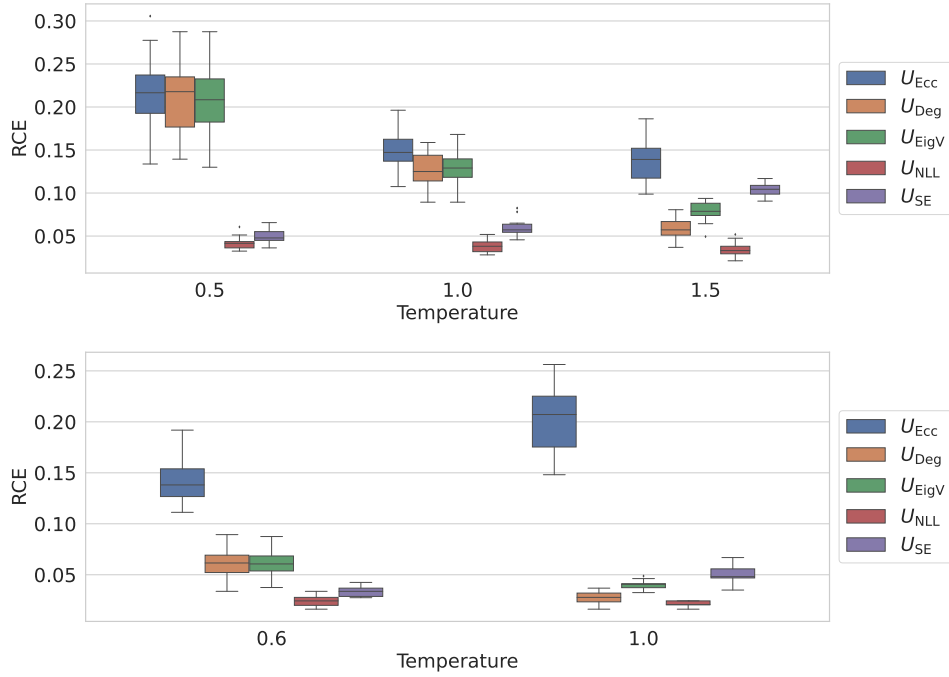 0.30
0.25
0.20
0.15
0.10
0.05
RCE
0.5 1.0 1.5
Temperature
U_Ecc
U_Deg
U_EigV
U_NLL
U_SE
0.25
0.20
0.15
0.10
0.05
RCE
0.6 1.0
Temperature
U_Ecc
U_Deg
U_EigV
U_NLL
U_SE